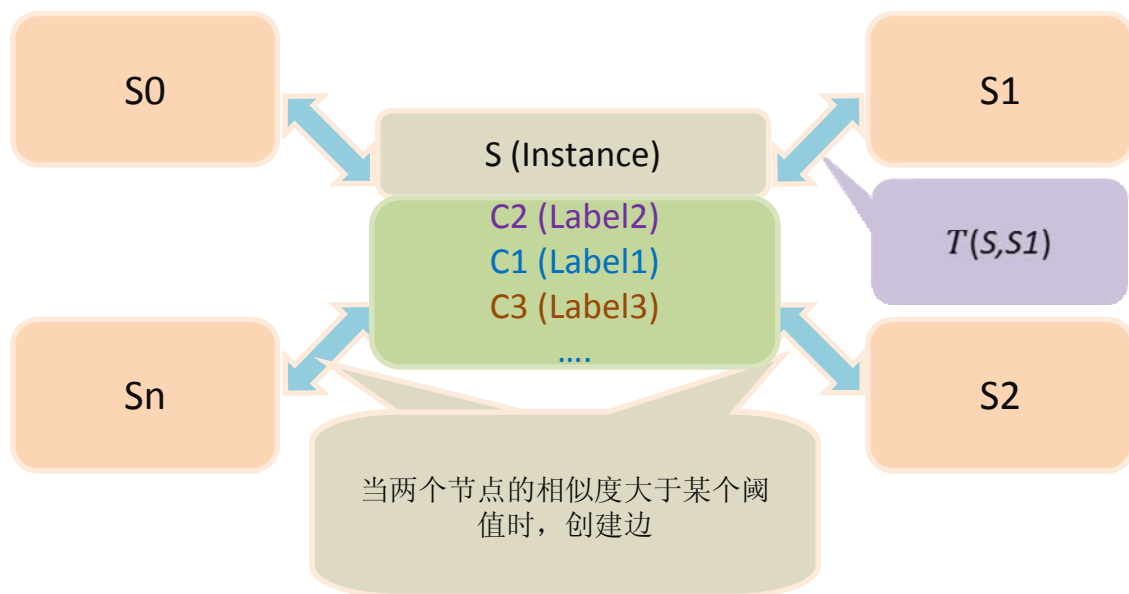 S0
S1
S (Instance)
C2 (Label2)
C1 (Label1)
C3 (Label3)
....
T(S,S1)
Sn
S2
当两个节点的相似度大于某个阈
值时，创建边